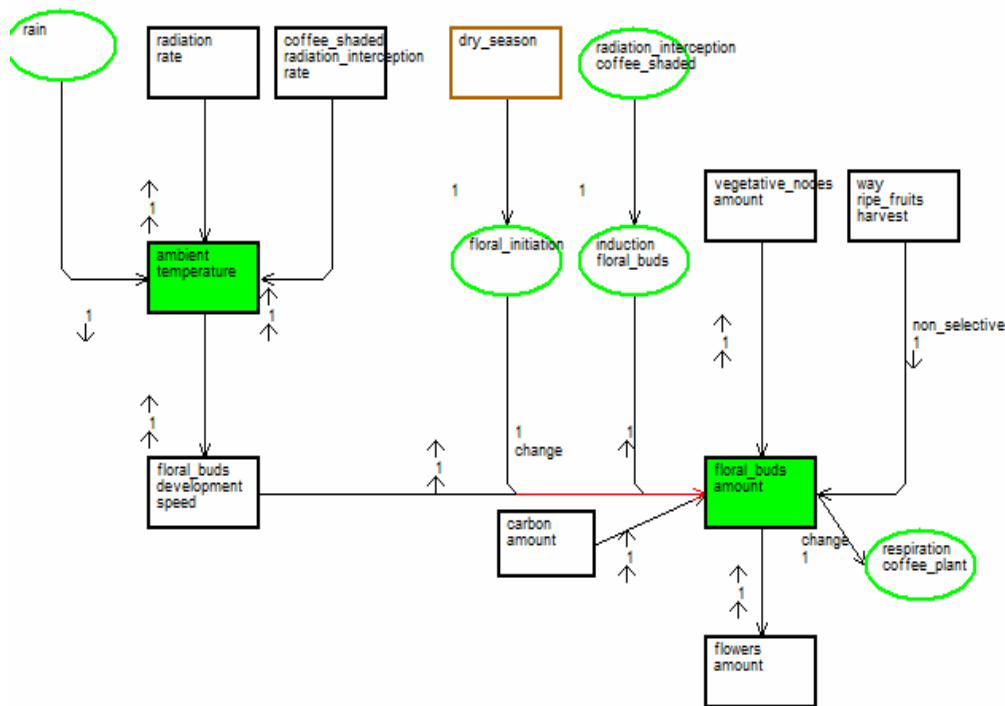 rain
radiation
rate
coffee_shaded
radiation_interception
rate
dry_season
radiation_interception
coffee_shaded
1
1
vegetative_nodes
amount
way
ripe_fruits
harvest
1
ambient
temperature
floral_initiation
induction
floral_buds
1
1
1
non_selective
1
1
1
change
1
1
floral_buds
development
speed
floral_buds
amount
carbon
amount
change
1
1
respiration
coffee_plant
1
flowers
amount